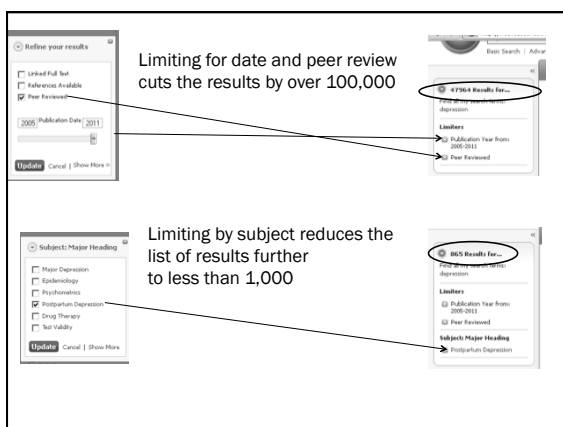 Refine your results
Linked Full Text
References Available
Peer Reviewed
2005 Publication Date 2011
Update Cancel | Show More »
Limiting for date and peer review
cuts the results by over 100,000
Basic Search | Advan
«
47964 Results for...
Find all my search terms:
depression
Limiters
Publication Year from:
2005-2011
Peer Reviewed
Subject: Major Heading
Major Depression
Epidemiology
Psychometrics
Postpartum Depression
Drug Therapy
Test Validity
Update Cancel | Show More
Limiting by subject reduces the
list of results further
to less than 1,000
«
865 Results for...
Find all my search terms:
depression
Limiters
Publication Year from:
2005-2011
Peer Reviewed
Subject: Major Heading
Postpartum Depression